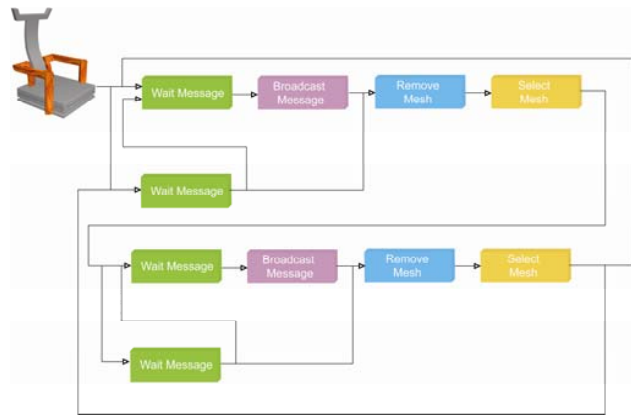 Wait Message
Broadcast
Message
Remove
Mesh
Select
Mesh
Wait Message
Wait Message
Broadcast
Message
Remove
Mesh
Select
Mesh
Wait Message